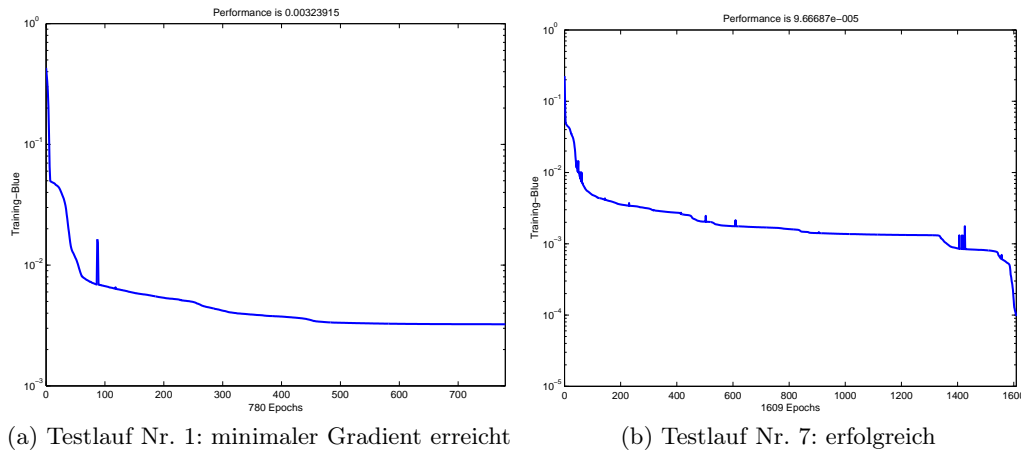 Performance is 0.00323915
10^0
10^-1
10^-2
10^-3
Training-Blue
0 100 200 300 400 500 600 700
780 Epochs
(a) Testlauf Nr. 1: minimaler Gradient erreicht
Performance is 9.66687e-005
10^0
10^-1
10^-2
10^-3
10^-4
10^-5
Training-Blue
0 200 400 600 800 1000 1200 1400 1600
1609 Epochs
(b) Testlauf Nr. 7: erfolgreich